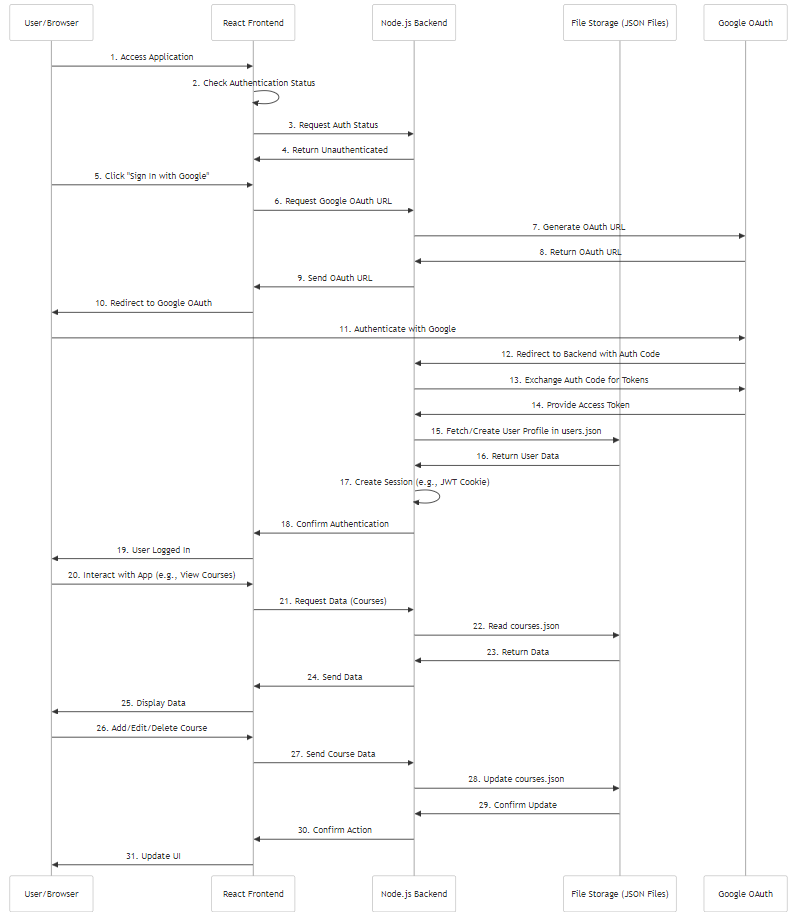 User/Browser
React Frontend
Node.js Backend
File Storage (JSON Files)
Google OAuth
1. Access Application
2. Check Authentication Status
3. Request Auth Status
4. Return Unauthenticated
5. Click "Sign In with Google"
6. Request Google OAuth URL
7. Generate OAuth URL
8. Return OAuth URL
9. Send OAuth URL
10. Redirect to Google OAuth
11. Authenticate with Google
12. Redirect to Backend with Auth Code
13. Exchange Auth Code for Tokens
14. Provide Access Token
15. Fetch/Create User Profile in users.json
16. Return User Data
17. Create Session (e.g., JWT Cookie)
18. Confirm Authentication
19. User Logged In
20. Interact with App (e.g., View Courses)
21. Request Data (Courses)
22. Read courses.json
23. Return Data
24. Send Data
25. Display Data
26. Add/Edit/Delete Course
27. Send Course Data
28. Update courses.json
29. Confirm Update
30. Confirm Action
31. Update UI
User/Browser
React Frontend
Node.js Backend
File Storage (JSON Files)
Google OAuth